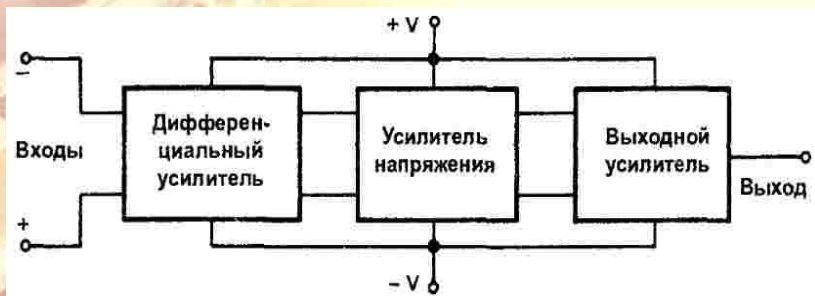 + V
−
Входы
Дифферен-
циальный
усилитель
Усилитель
напряжения
Выходной
усилитель
Выход
+
− V